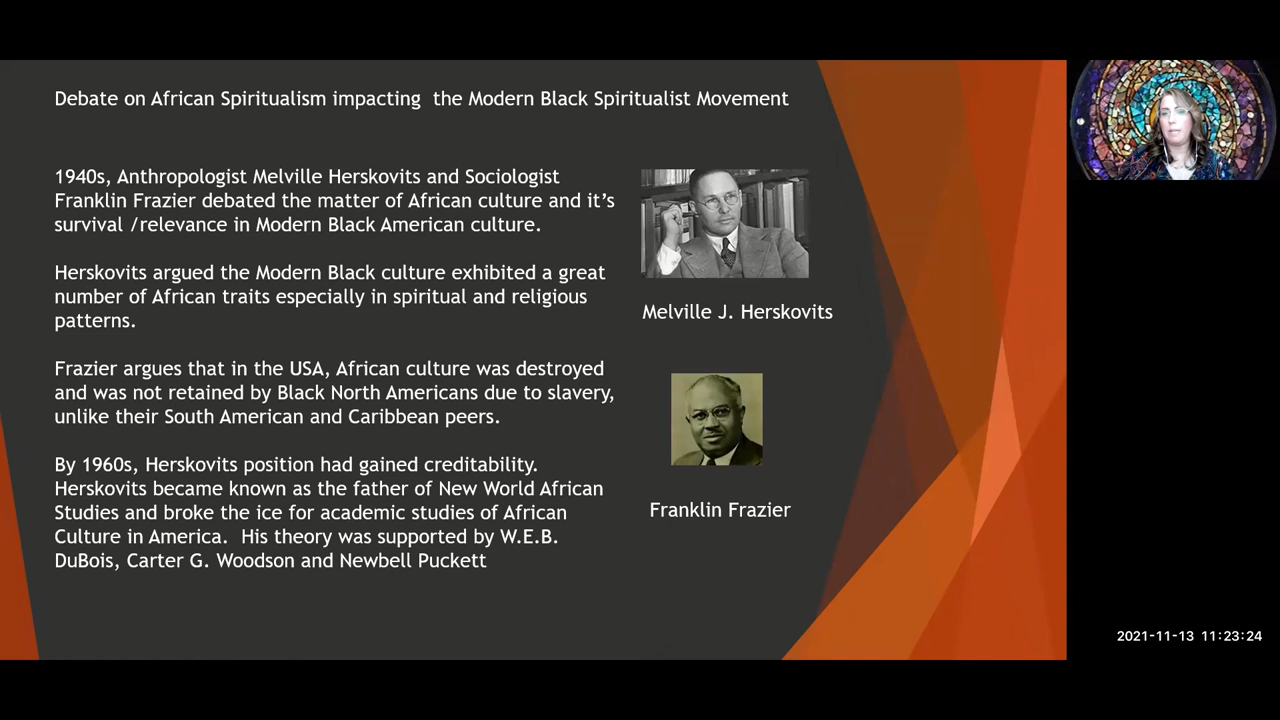 Debate on African Spiritualism impacting  the Modern Black Spiritualist Movement
1940s, Anthropologist Melville Herskovits and Sociologist
Franklin Frazier debated the matter of African culture and it’s
survival /relevance in Modern Black American culture.
Herskovits argued the Modern Black culture exhibited a great
number of African traits especially in spiritual and religious
patterns.
Frazier argues that in the USA, African culture was destroyed
and was not retained by Black North Americans due to slavery,
unlike their South American and Caribbean peers.
By 1960s, Herskovits position had gained creditability.
Herskovits became known as the father of New World African
Studies and broke the ice for academic studies of African
Culture in America.  His theory was supported by W.E.B.
DuBois, Carter G. Woodson and Newbell Puckett
Melville J. Herskovits
Franklin Frazier
2021-11-13 11:23:24